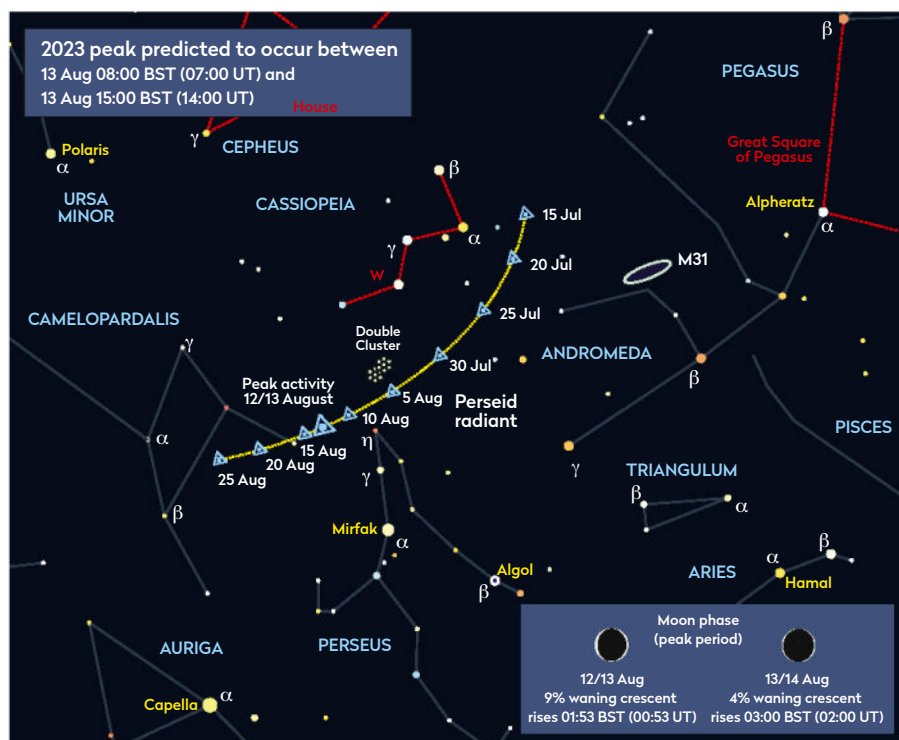 2023 peak predicted to occur between
13 Aug 08:00 BST (07:00 UT) and
13 Aug 15:00 BST (14:00 UT)
House
γ
CEPHEUS
Polaris
α
URSA
MINOR
CASSIOPEIA
β
α
γ
W
β
PEGASUS
Great Square
of Pegasus
Alpheratz
α
15 Jul
20 Jul
25 Jul
30 Jul
5 Aug
10 Aug
15 Aug
20 Aug
25 Aug
M31
CAMELOPARDALIS
γ
α
β
Double
Cluster
Peak activity
12/13 August
Perseid
radiant
ANDROMEDA
β
γ
PISCES
TRIANGULUM
β
α
η
γ
Mirfak
α
Algol
β
ARIES
α
β
Hamal
PERSEUS
AURIGA
Capella
α
Moon phase
(peak period)
12/13 Aug
9% waning crescent
rises 01:53 BST (00:53 UT)
13/14 Aug
4% waning crescent
rises 03:00 BST (02:00 UT)